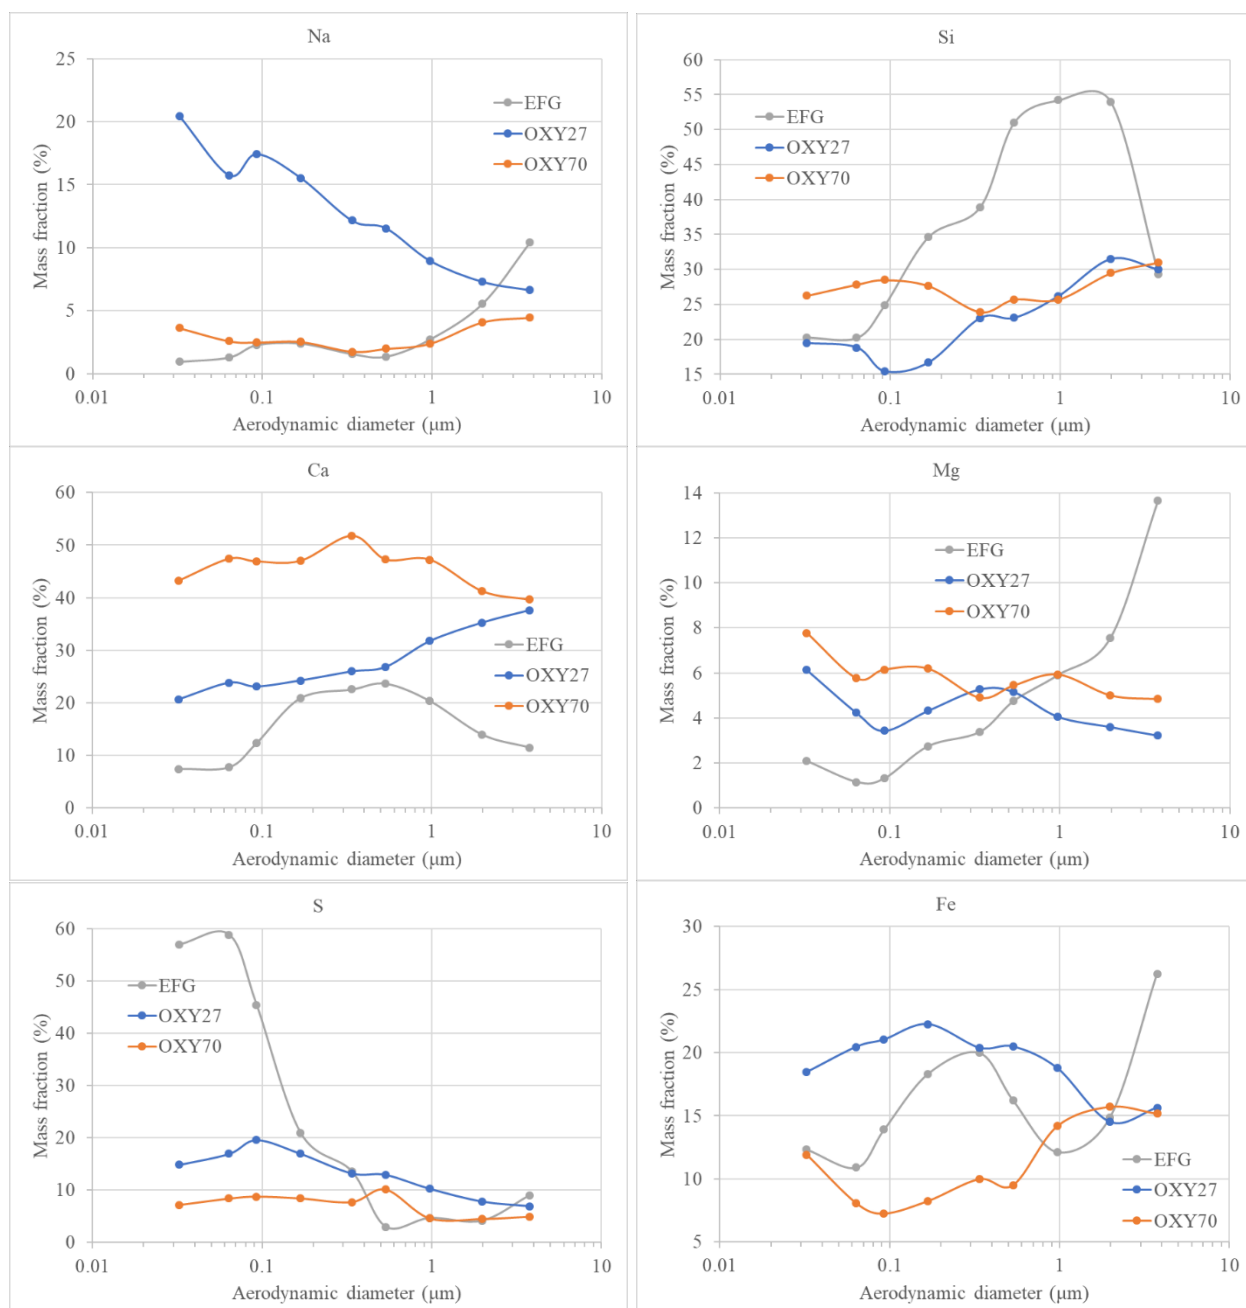 Na
25
20
15
10
5
0
0.01 0.1 1 10
Mass fraction (%)
Aerodynamic diameter (μm)
EFG
OXY27
OXY70
Si
60
55
50
45
40
35
30
25
20
15
0.01 0.1 1 10
Mass fraction (%)
Aerodynamic diameter (μm)
EFG
OXY27
OXY70
Ca
60
50
40
30
20
10
0
0.01 0.1 1 10
Mass fraction (%)
Aerodynamic diameter (μm)
EFG
OXY27
OXY70
Mg
14
12
10
8
6
4
2
0
0.01 0.1 1 10
Mass fraction (%)
Aerodynamic diameter (μm)
EFG
OXY27
OXY70
S
60
50
40
30
20
10
0
0.01 0.1 1 10
Mass fraction (%)
Aerodynamic diameter (μm)
EFG
OXY27
OXY70
Fe
30
25
20
15
10
5
0.01 0.1 1 10
Mass fraction (%)
Aerodynamic diameter (μm)
EFG
OXY27
OXY70